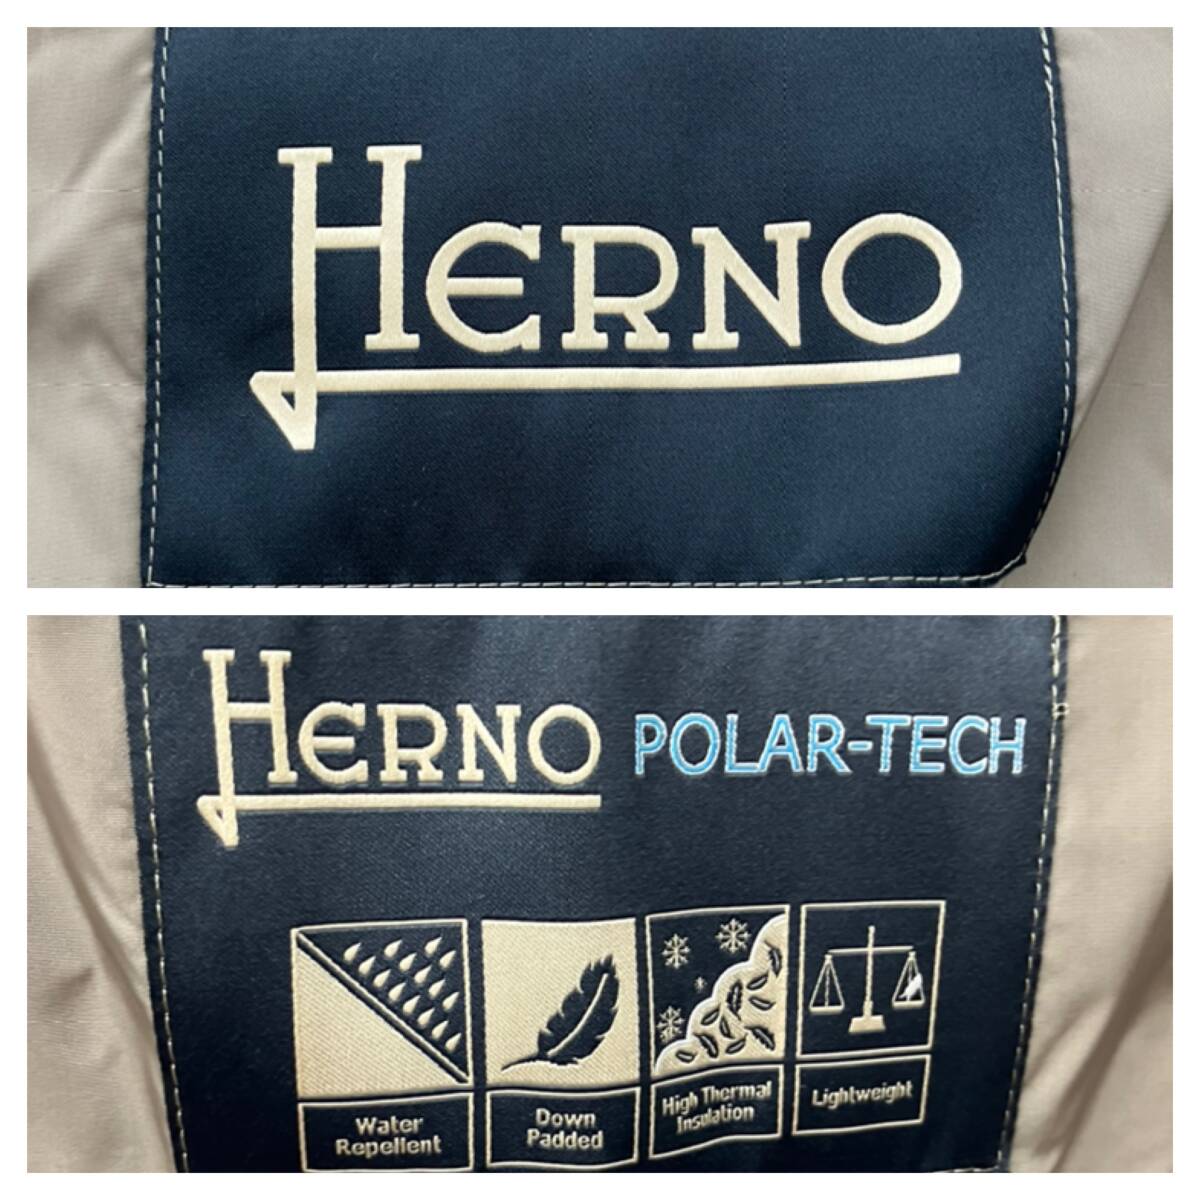 HERNO
HERNO POLAR-TECH
Water
Repellent
Down
Padded
High Thermal
Insulation
Lightweight